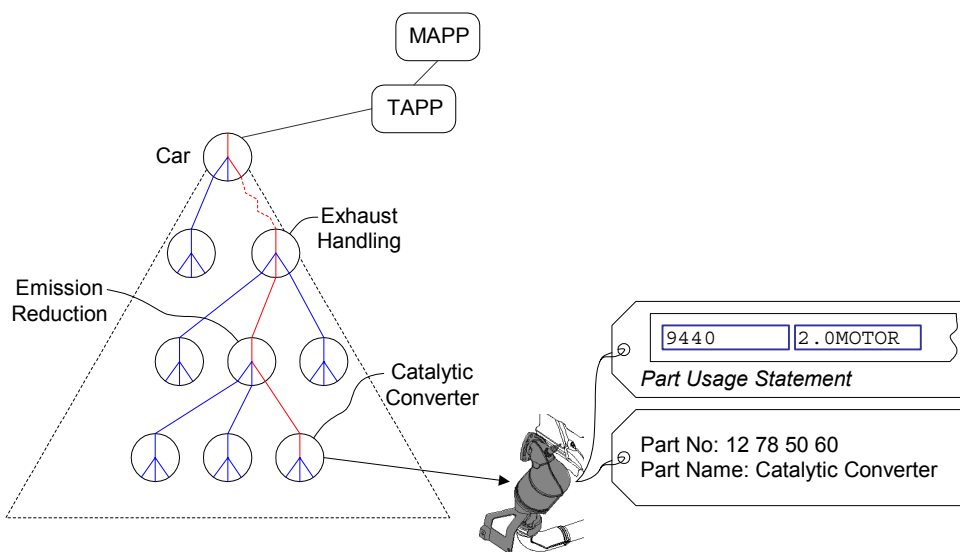 MAPP
TAPP
Car
Exhaust
Handling
Emission
Reduction
Catalytic
Converter
9440 2.0MOTOR
Part Usage Statement
Part No: 12 78 50 60
Part Name: Catalytic Converter